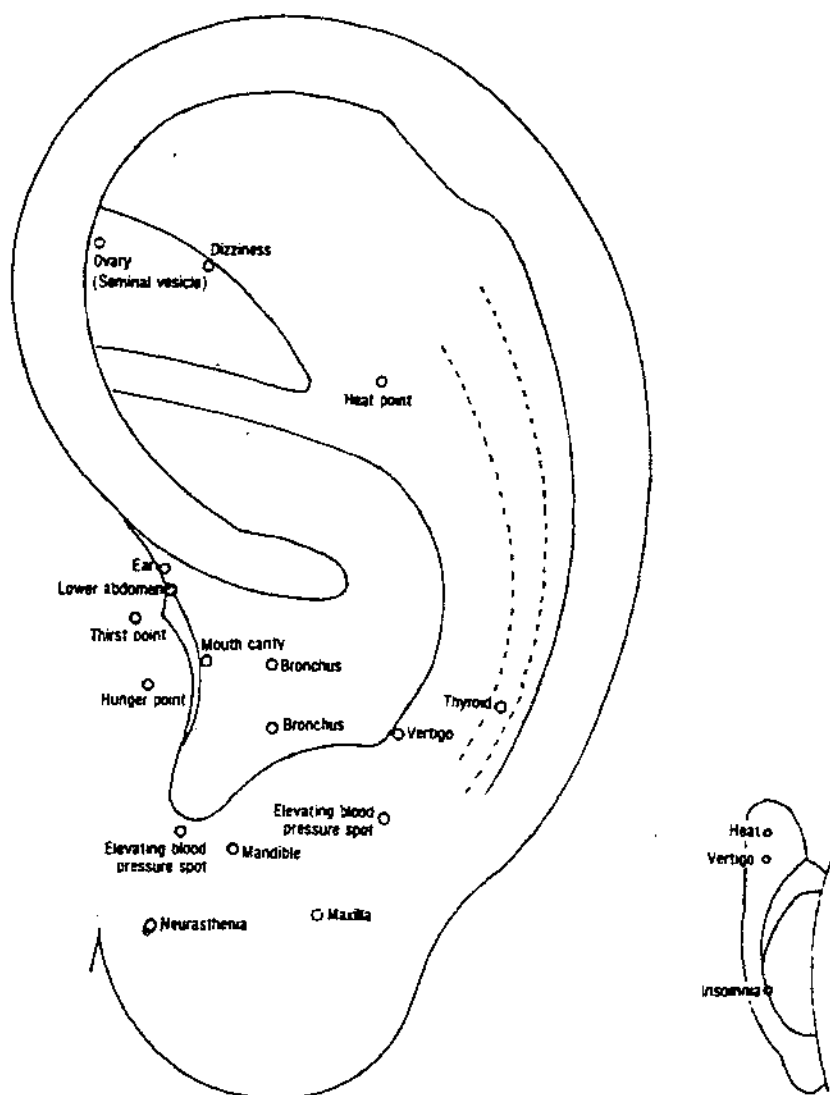 Dizziness
Ovary
(Seminal vesicle)
Heat point
Ear
Lower abdomen
Thirst point
Mouth cavity
Bronchus
Hunger point
Thyroid
Bronchus
Vertigo
Elevating blood
pressure spot
Elevating blood
pressure spot
Mandible
Neurasthenia
Maxilla
Heat
Vertigo
Insomnia